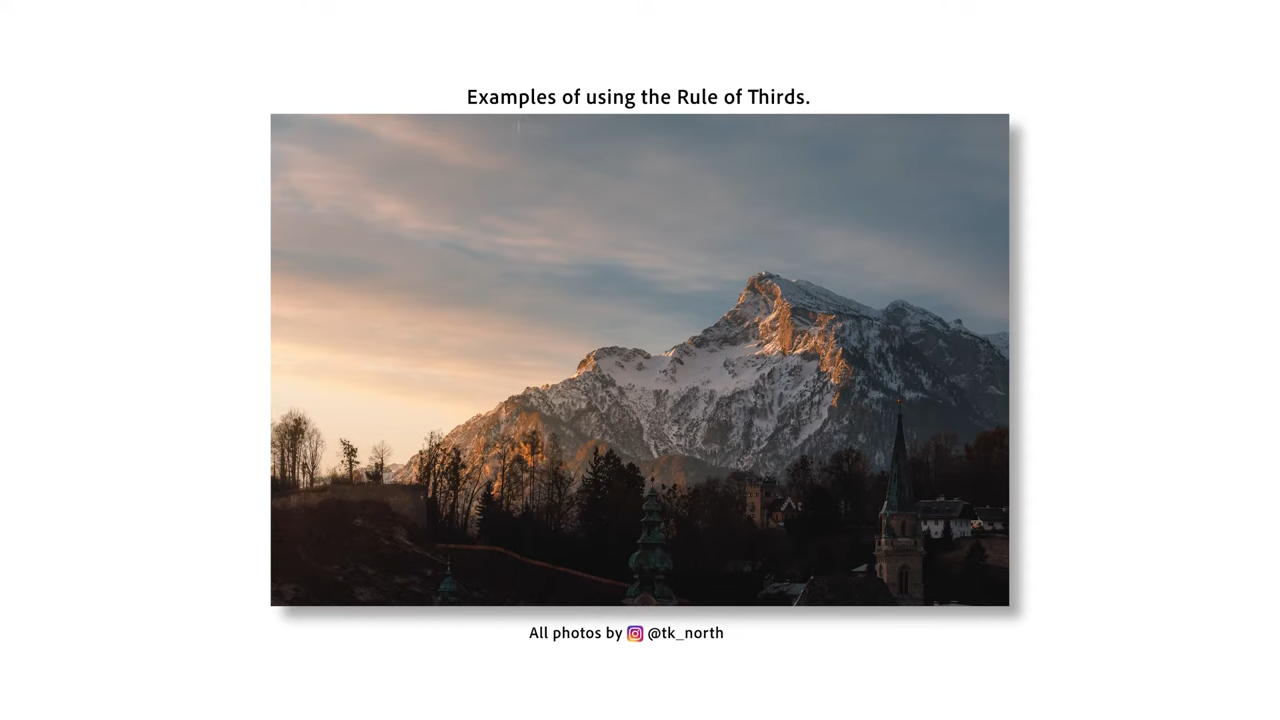 Examples of using the Rule of Thirds.
All photos by @tk_north